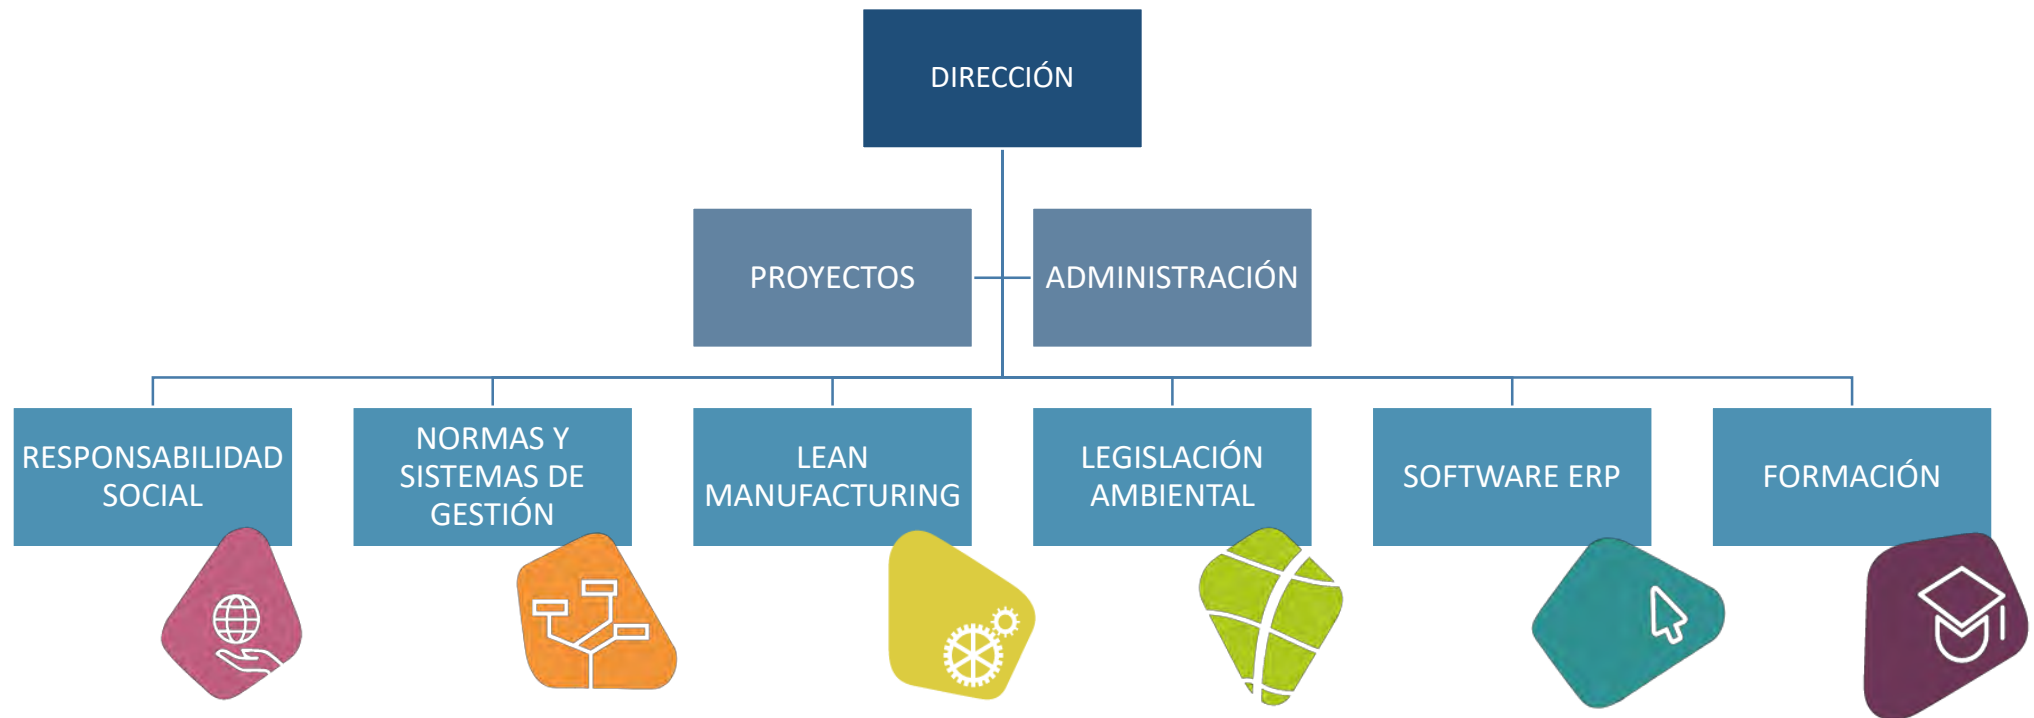 DIRECCIÓN
PROYECTOS
ADMINISTRACIÓN
RESPONSABILIDAD
SOCIAL
NORMAS Y
SISTEMAS DE
GESTIÓN
LEAN
MANUFACTURING
LEGISLACIÓN
AMBIENTAL
SOFTWARE ERP
FORMACIÓN